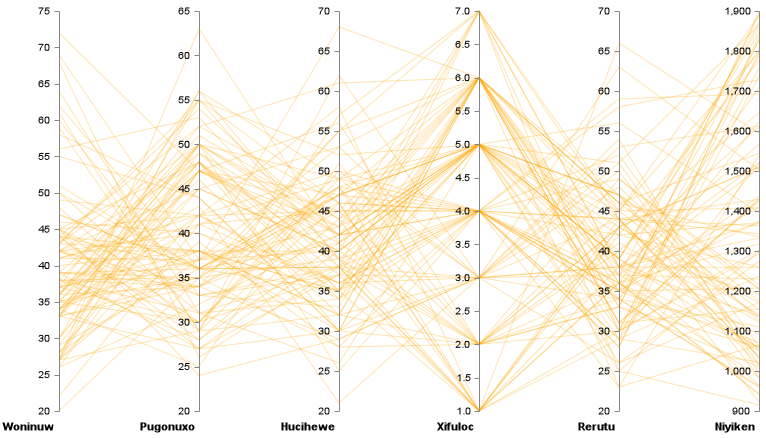 75 65 70 7.0 70 1,900
70 60 65 6.5 65 1,800
65 55 60 6.0 60 1,700
60 50 55 5.5 55 1,600
55 45 50 5.0 50 1,500
50 40 45 4.5 45 1,400
45 35 40 4.0 40 1,300
40 30 35 3.5 35 1,200
35 25 30 3.0 30 1,100
30 20 25 2.5 25 1,000
25 20 2.0 20 900
20 1.5
1.0
Woninuw Pugonuxo Hucihewe Xifuloc Rerutu Niyiken